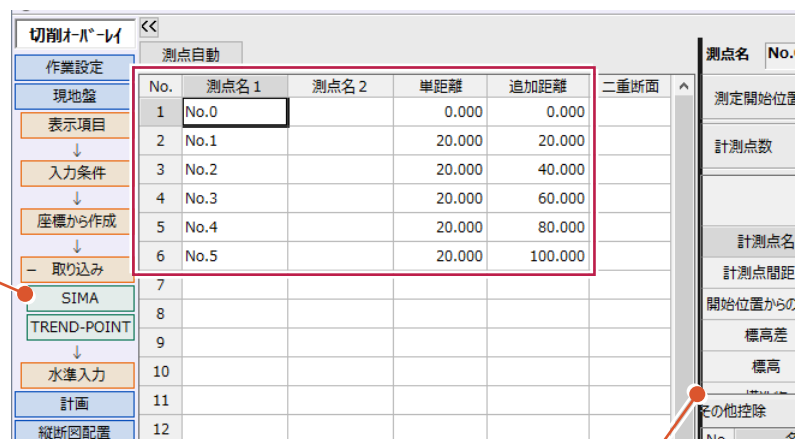 切削ｵｰﾊﾞｰﾚｲ
作業設定
現地盤
表示項目
↓
入力条件
↓
座標から作成
↓
− 取り込み
SIMA
TREND-POINT
↓
水準入力
計画
縦断図配置
<<
測点自動
No. 測点名１ 測点名２ 単距離 追加距離 二重断面
1 No.0 0.000 0.000
2 No.1 20.000 20.000
3 No.2 20.000 40.000
4 No.3 20.000 60.000
5 No.4 20.000 80.000
6 No.5 20.000 100.000
7
8
9
10
11
12
測点名 No.
測定開始位置
計測点数
計測点名
計測点間距
開始位置からの
標高差
標高
その他控除
No.